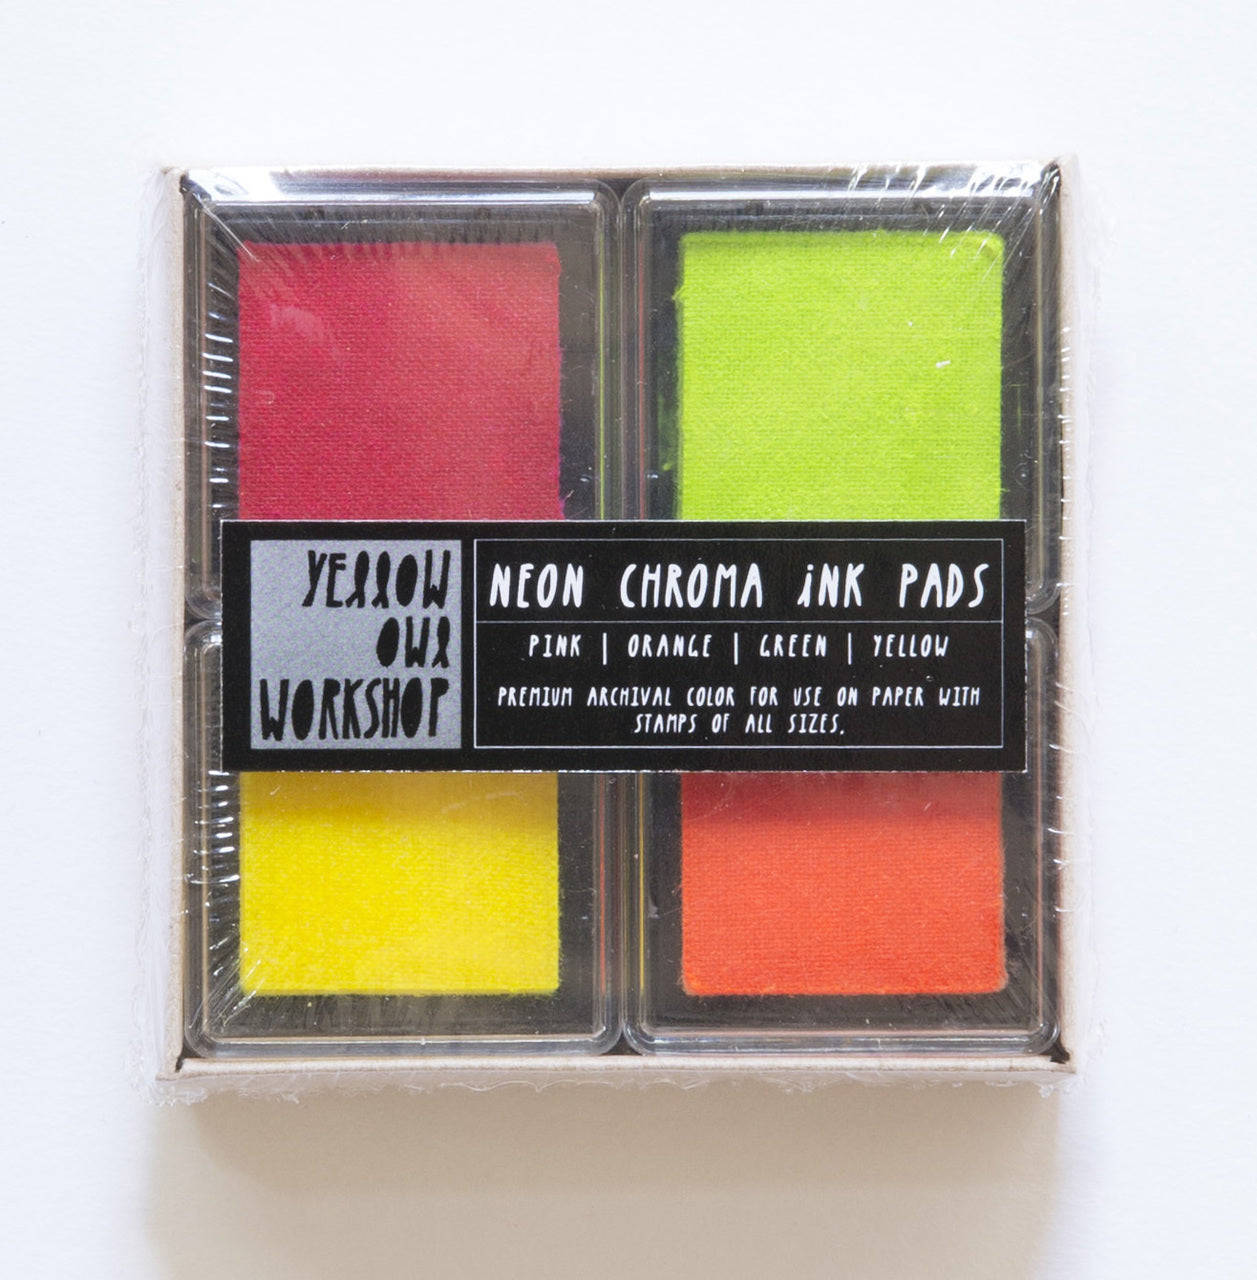 YELLOW
OWL
WORKSHOP
NEON CHROMA iNK PADS
PINK | ORANGE | GREEN | YELLOW
PREMIUM ARCHIVAL COLOR FOR USE ON PAPER WITH
STAMPS OF ALL SIZES.